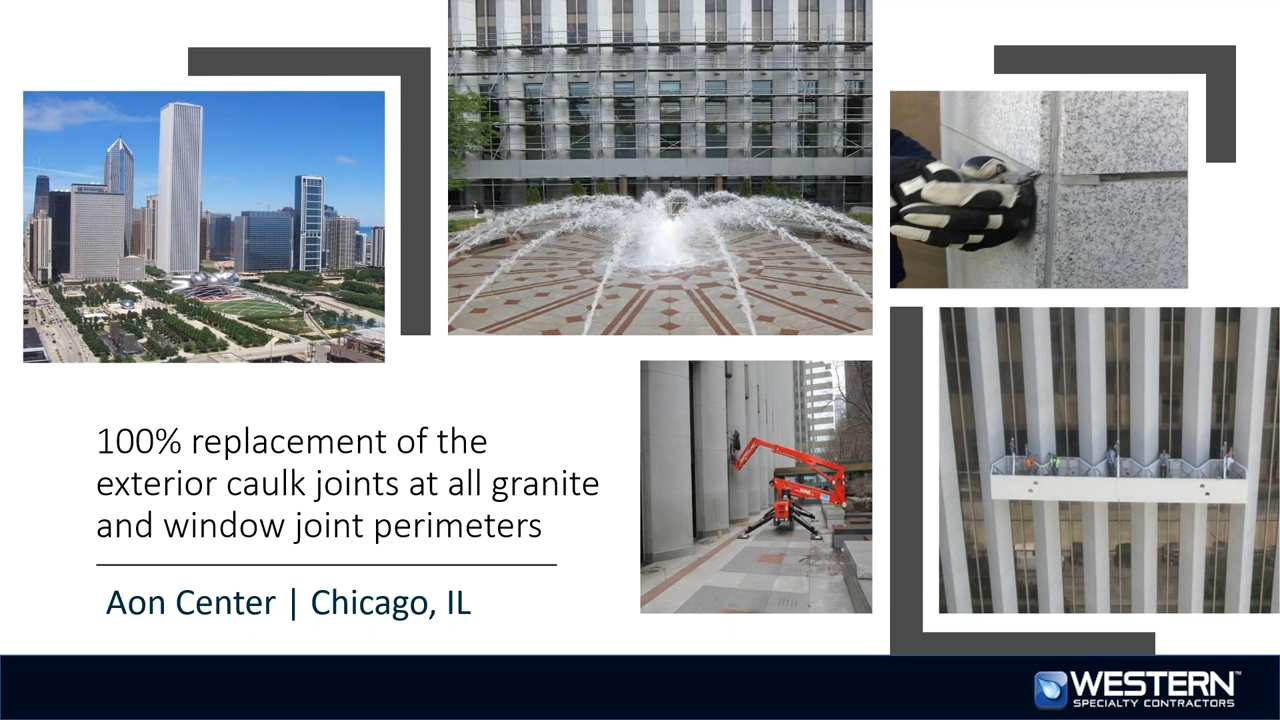 100% replacement of the
exterior caulk joints at all granite
and window joint perimeters
Aon Center | Chicago, IL
WESTERN™
SPECIALTY CONTRACTORS